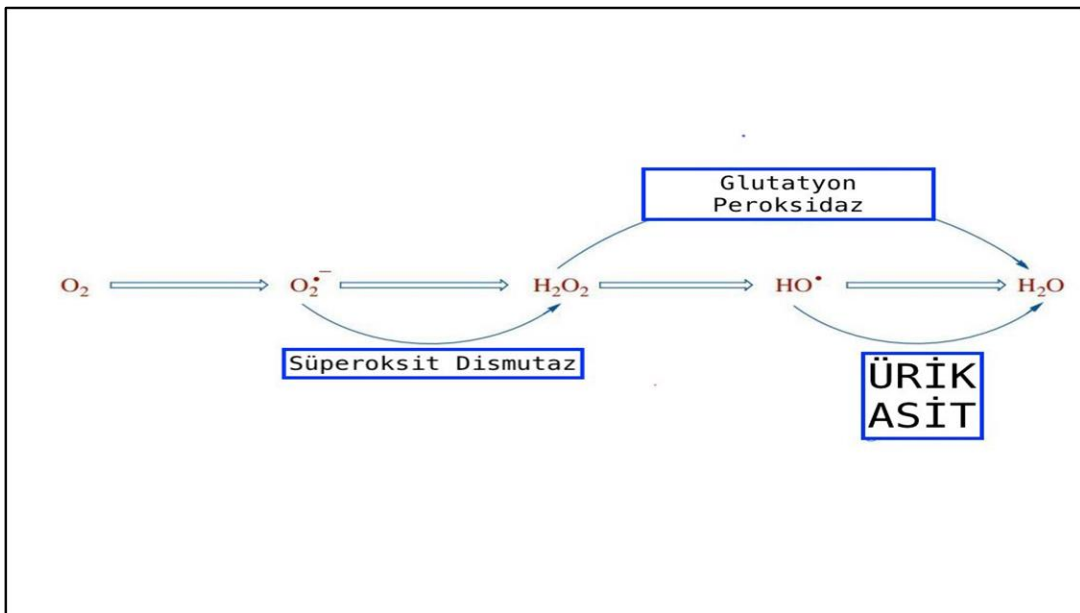 Glutatyon
Peroksidaz
O₂ O₂•⁻ H₂O₂ HO• H₂O
Süperoksit Dismutaz
ÜRİK
ASİT